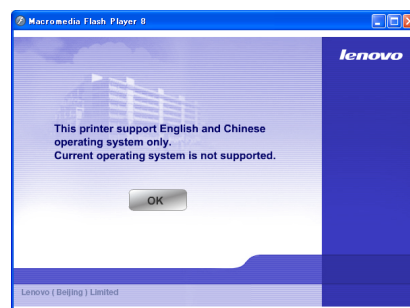 Macromedia Flash Player 8
lenovo
This printer support English and Chinese
operating system only.
Current operating system is not supported.
OK
Lenovo ( Beijing ) Limited